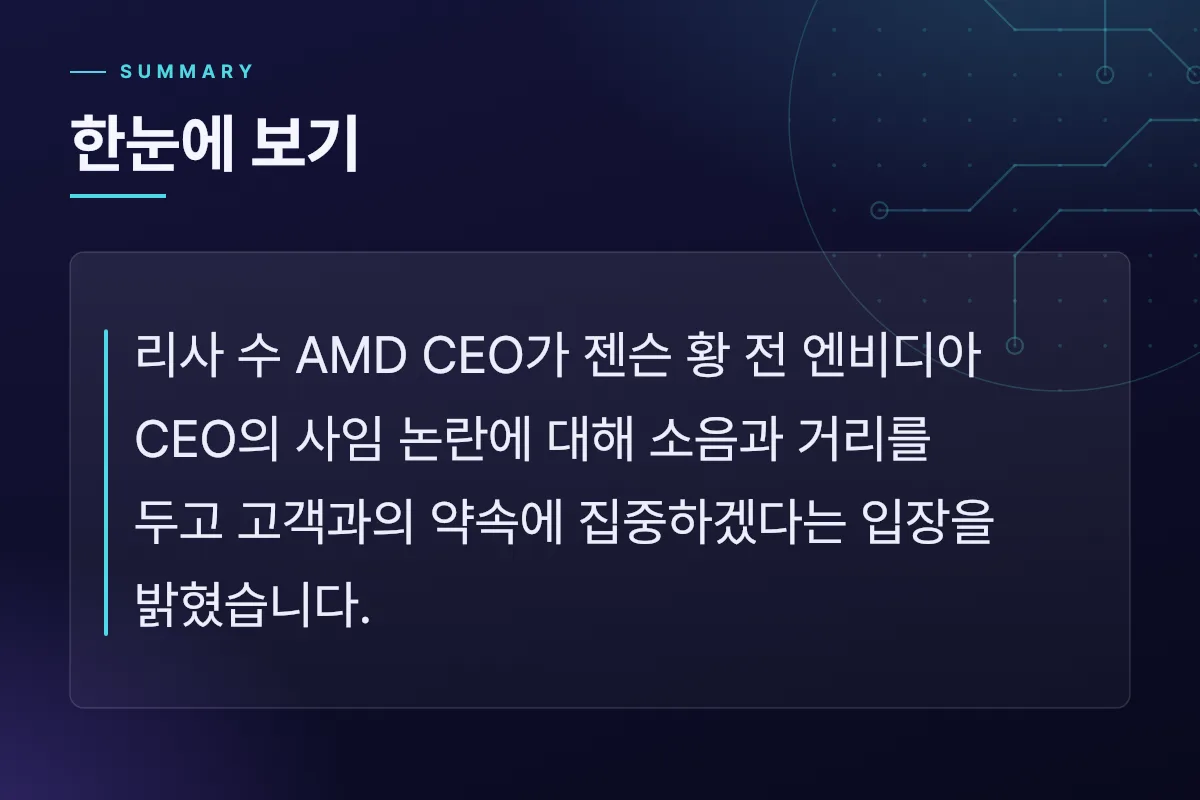 SUMMARY
한눈에 보기
리사 수 AMD CEO가 젠슨 황 전 엔비디아
CEO의 사임 논란에 대해 소음과 거리를
두고 고객과의 약속에 집중하겠다는 입장을
밝혔습니다.